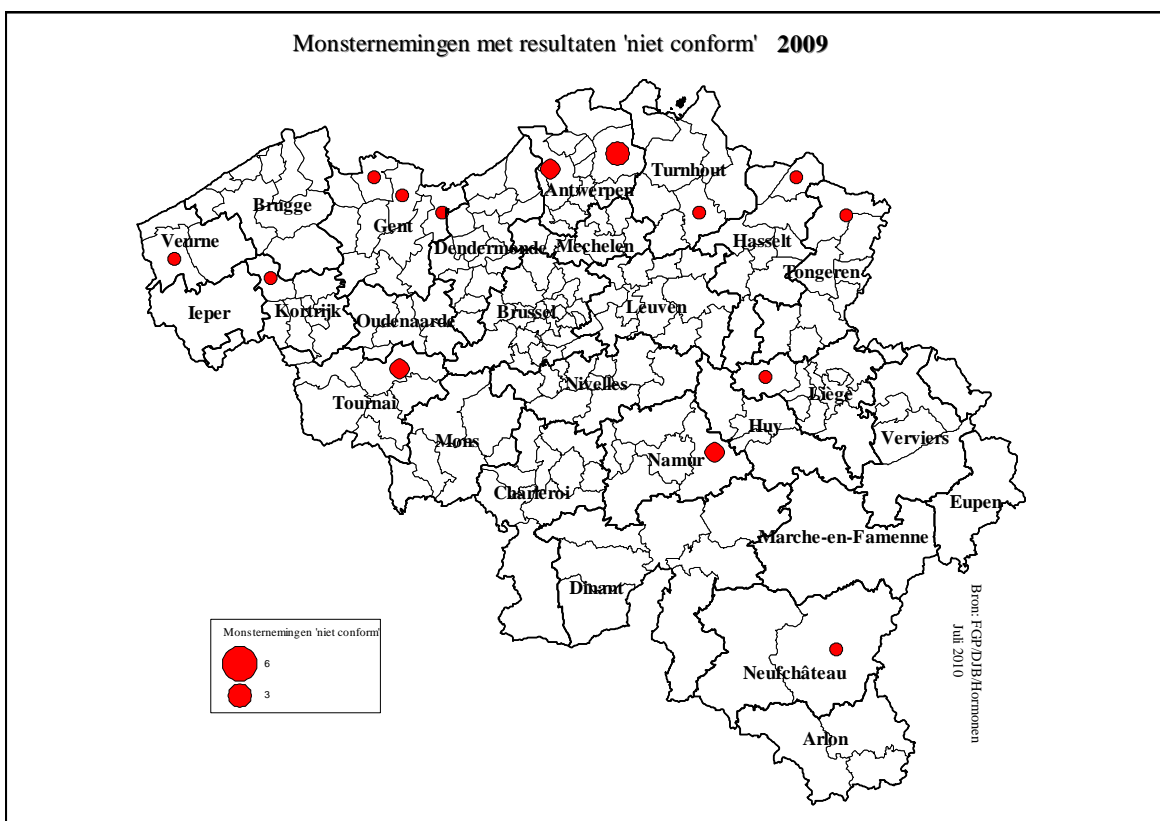 Monsternemingen met resultaten 'niet conform' 2009
Turnhout
Antwerpen
Brugge
Gent
Veurne
Dendermonde
Mechelen
Hasselt
Tongeren
Ieper
Kortrijk
Oudenaarde
Brussel
Leuven
Nivelles
Liège
Tournai
Huy
Mons
Verviers
Namur
Charleroi
Eupen
Marche-en-Famenne
Dinant
Neufchâteau
Arlon
Bron: FGP/DJB/Hormonen
Juli 2010
Monsternemingen 'niet conform'
6
3